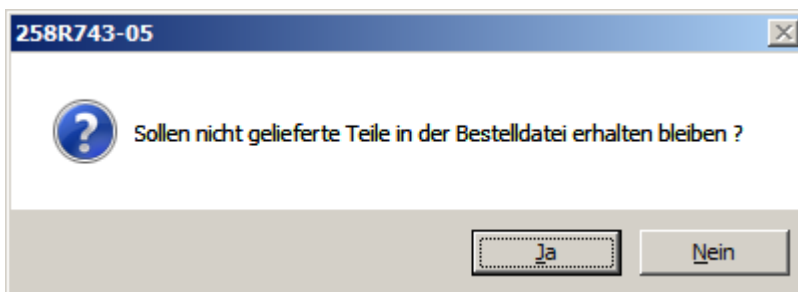 258R743-05
Sollen nicht gelieferte Teile in der Bestelldatei erhalten bleiben ?
Ja
Nein